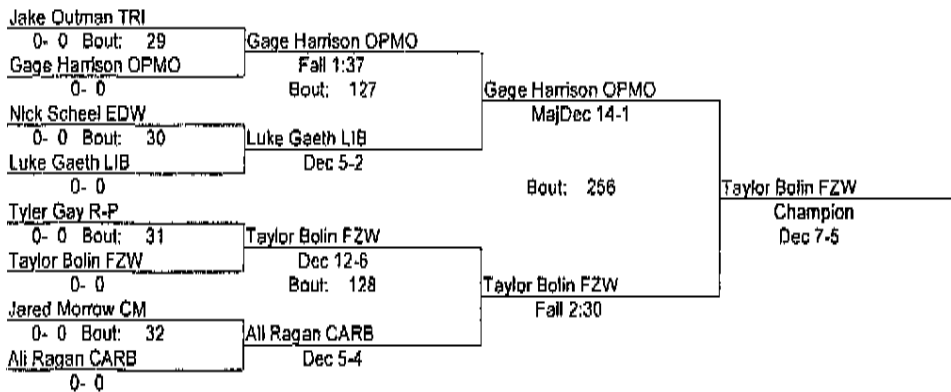 Jake Outman TRI
0- 0 Bout: 29
Gage Harrison OPMO
0- 0
Nick Scheel EDW
0- 0 Bout: 30
Luke Gaeth LIB
0- 0
Tyler Gay R-P
0- 0 Bout: 31
Taylor Bolin FZW
0- 0
Jared Morrow CM
0- 0 Bout: 32
Ali Ragan CARB
0- 0
Gage Harrison OPMO
Fall 1:37
Bout: 127
Luke Gaeth LIB
Dec 5-2
Taylor Bolin FZW
Dec 12-6
Bout: 128
Ali Ragan CARB
Dec 5-4
Gage Harrison OPMO
MajDec 14-1
Bout: 256
Taylor Bolin FZW
Fall 2:30
Taylor Bolin FZW
Champion
Dec 7-5